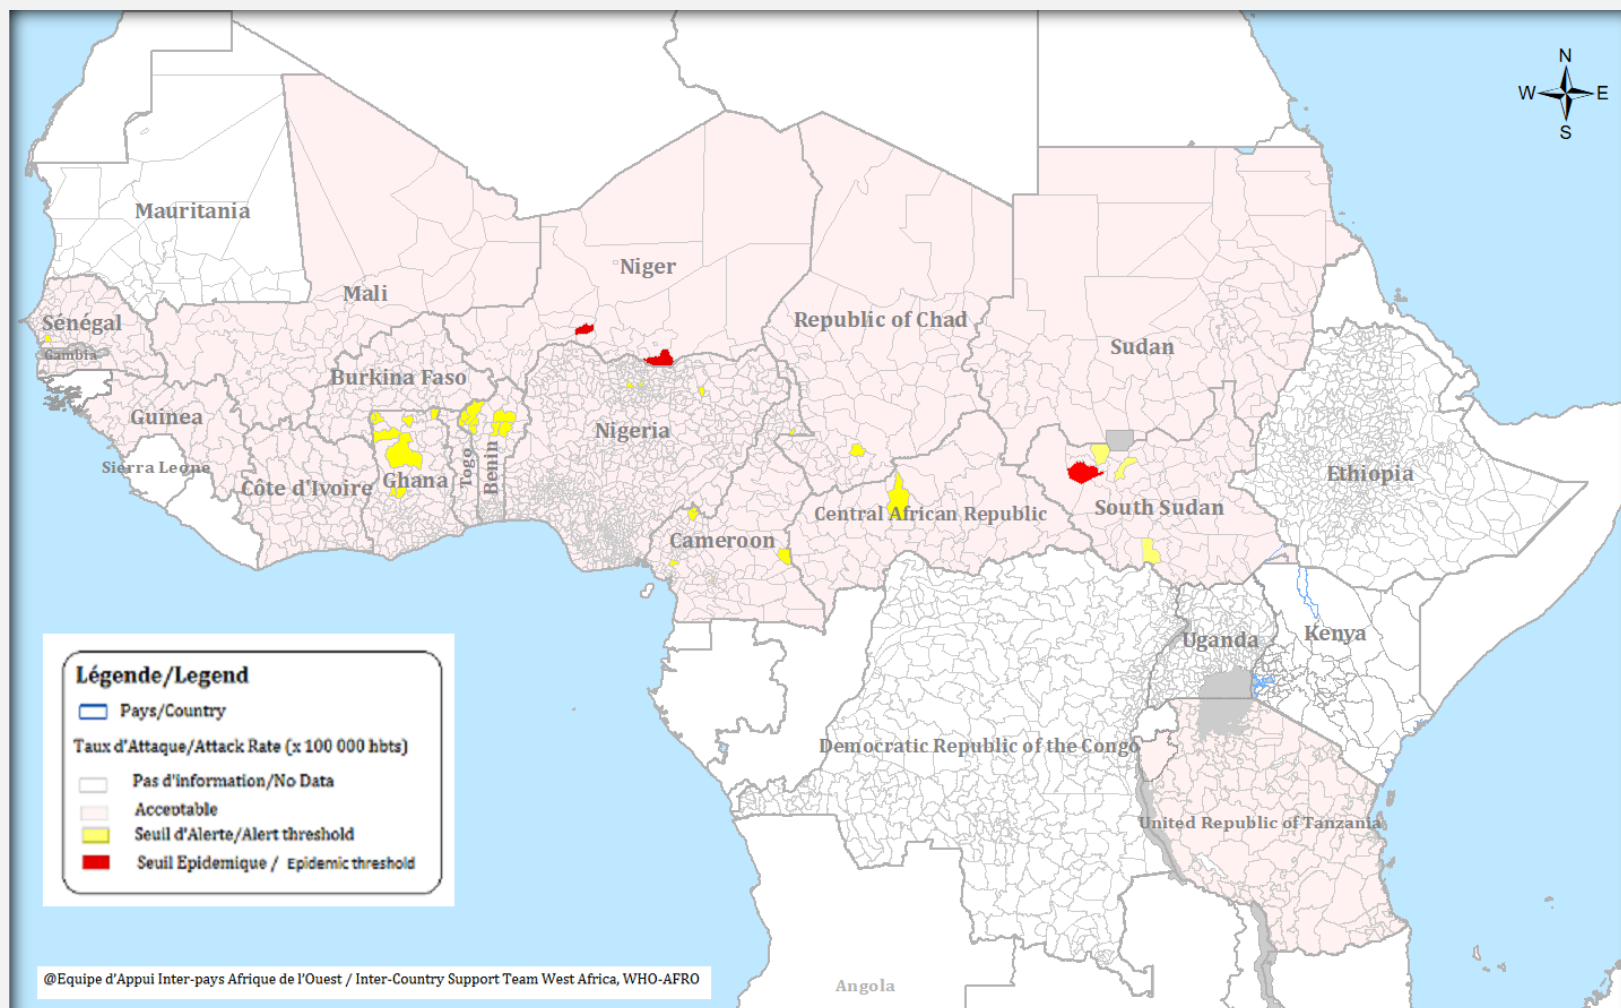 N
W E
S
Mauritania
Niger
Mali
Republic of Chad
Sénégal
Sudan
Gambia
Burkina Faso
Guinea
Nigeria
Sierra Leone
Côte d'Ivoire
Ghana
Togo
Benin
Ethiopia
South Sudan
Central African Republic
Cameroon
Uganda
Kenya
Democratic Republic of the Congo
United Republic of Tanzania
Angola
Légende/Legend
Pays/Country
Taux d'Attaque/Attack Rate (x 100 000 hbts)
Pas d'information/No Data
Acceptable
Seuil d'Alerte/Alert threshold
Seuil Epidemique / Epidemic threshold
@Equipe d'Appui Inter-pays Afrique de l'Ouest / Inter-Country Support Team West Africa, WHO-AFRO